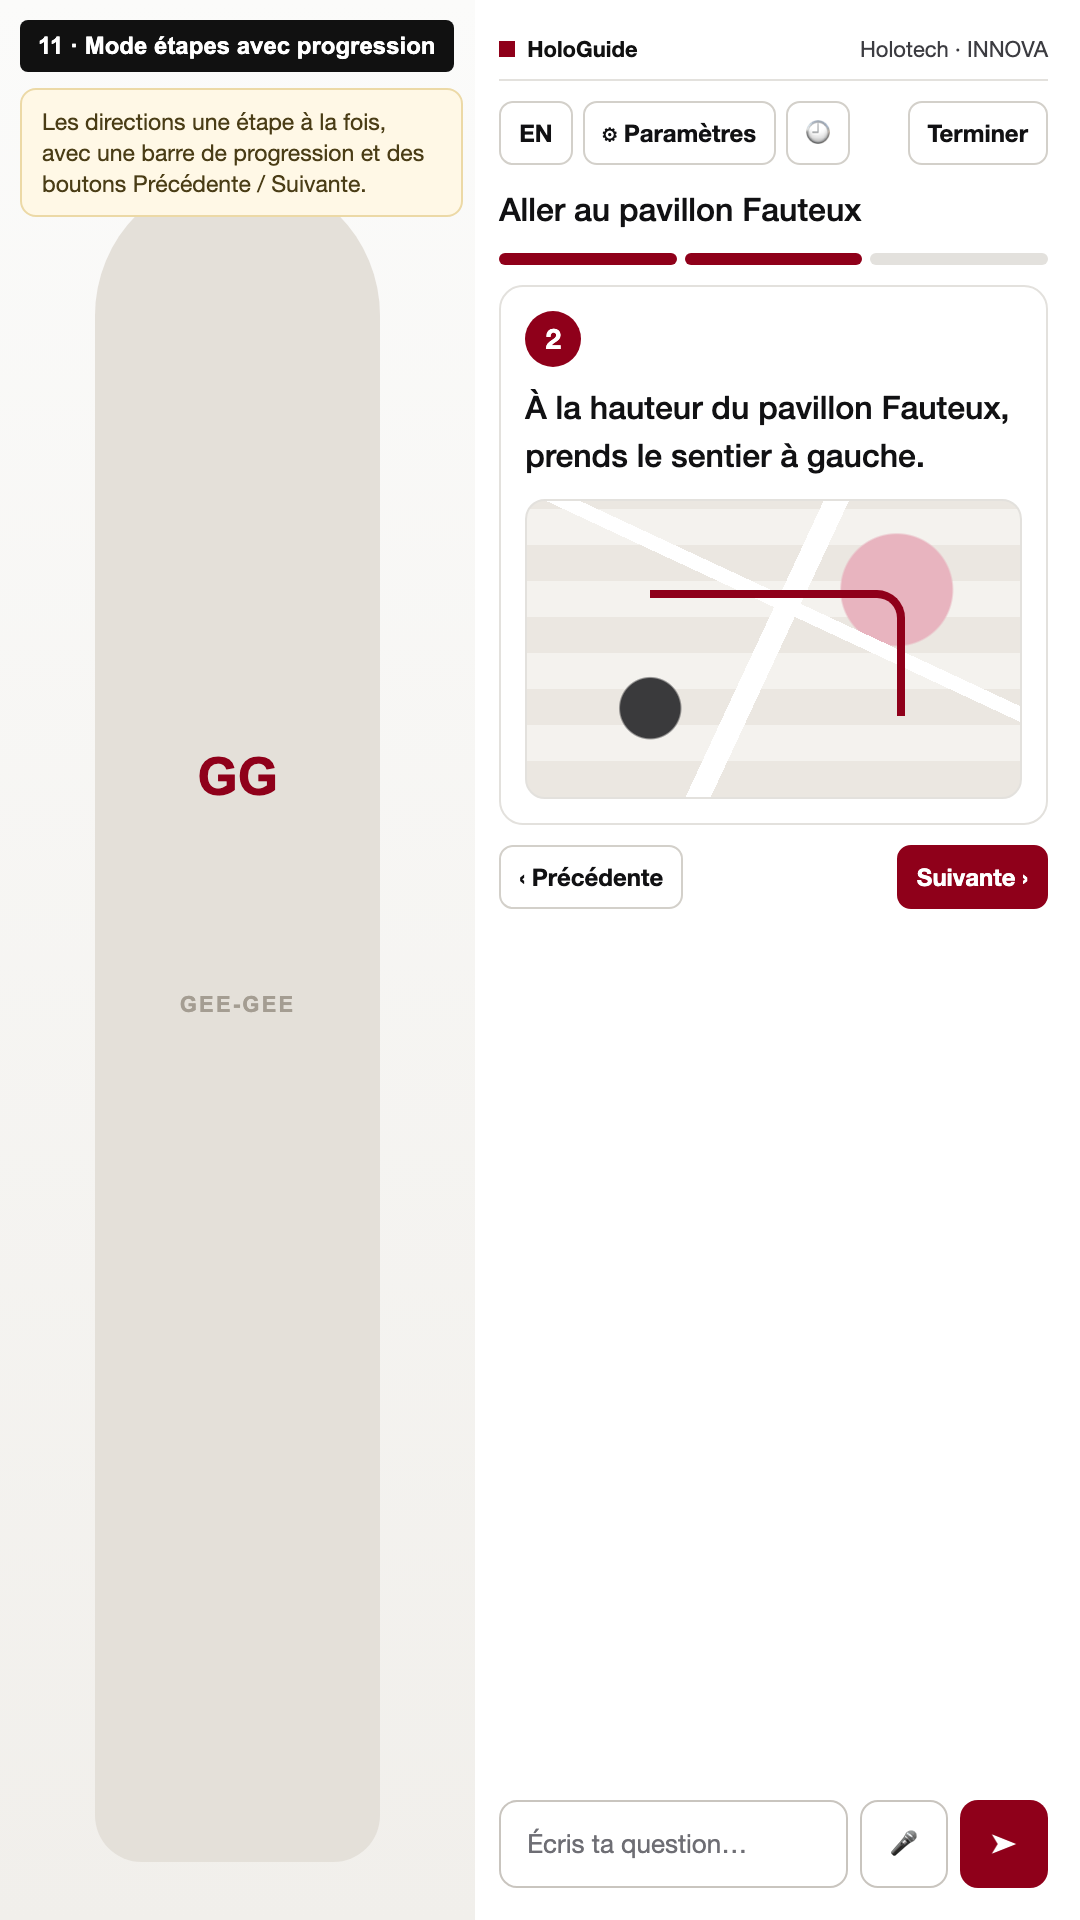 11 · Mode étapes avec progression
Les directions une étape à la fois,
avec une barre de progression et des
boutons Précédente / Suivante.
GG
GEE-GEE
HoloGuide
Holotech · INNOVA
EN
⚙ Paramètres
Terminer
Aller au pavillon Fauteux
2
À la hauteur du pavillon Fauteux,
prends le sentier à gauche.
‹ Précédente
Suivante ›
Écris ta question…